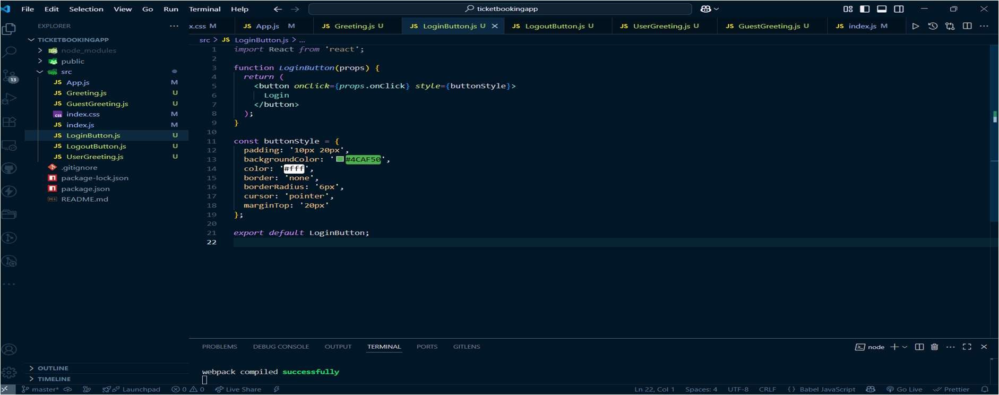 File Edit Selection View Go Run Terminal Help ticketbookingapp
EXPLORER
TICKETBOOKINGAPP
node_modules
public
src
JS App.js M
JS Greeting.js U
JS GuestGreeting.js U
css index.css M
JS index.js M
JS LoginButton.js U
JS LogoutButton.js U
JS UserGreeting.js U
.gitignore
package-lock.json
package.json
README.md
OUTLINE
TIMELINE
13
x.css M JS App.js M JS Greeting.js U JS LoginButton.js U JS LogoutButton.js U JS UserGreeting.js U JS GuestGreeting.js U JS index.js M
src > JS LoginButton.js > ...
1 import React from 'react';
2
3 function LoginButton(props) {
4 return (
5 <button onClick={props.onClick} style={buttonStyle}>
6 Login
7 </button>
8 );
9 }
10
11 const buttonStyle = {
12 padding: '10px 20px',
13 backgroundColor: '#4CAF50',
14 color: '#fff',
15 border: 'none',
16 borderRadius: '6px',
17 cursor: 'pointer',
18 marginTop: '20px'
19 };
20
21 export default LoginButton;
22
PROBLEMS DEBUG CONSOLE OUTPUT TERMINAL PORTS GITLENS node
webpack compiled successfully
master* Launchpad 0 0 Live Share Ln 22, Col 1 Spaces: 4 UTF-8 CRLF {} Babel JavaScript Go Live Prettier